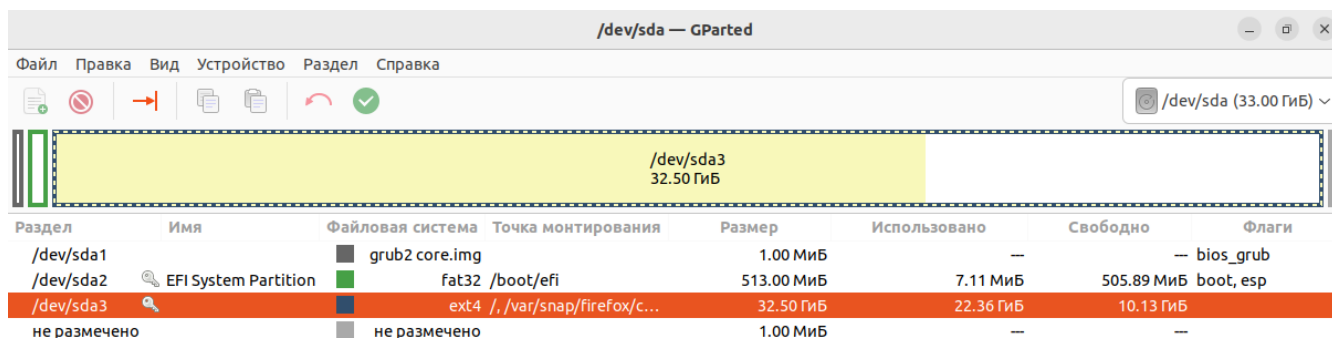 /dev/sda — GParted
Файл Правка Вид Устройство Раздел Справка
/dev/sda (33.00 ГиБ)
/dev/sda3
32.50 ГиБ
Раздел Имя Файловая система Точка монтирования Размер Использовано Свободно Флаги
/dev/sda1 grub2 core.img 1.00 МиБ --- --- bios_grub
/dev/sda2 EFI System Partition fat32 /boot/efi 513.00 МиБ 7.11 МиБ 505.89 МиБ boot, esp
/dev/sda3 ext4 /, /var/snap/firefox/c... 32.50 ГиБ 22.36 ГиБ 10.13 ГиБ
не размечено не размечено 1.00 МиБ --- ---